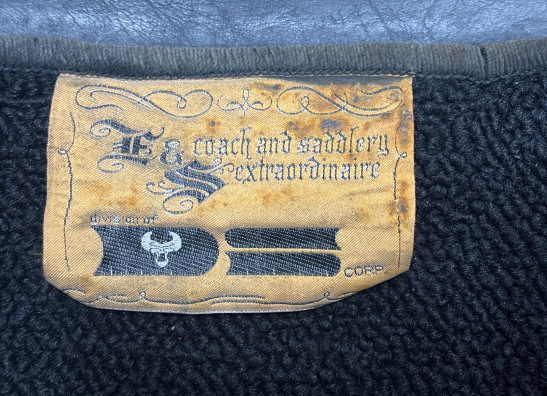 E & S coach and saddlery
extraordinaire
division of
CORP.